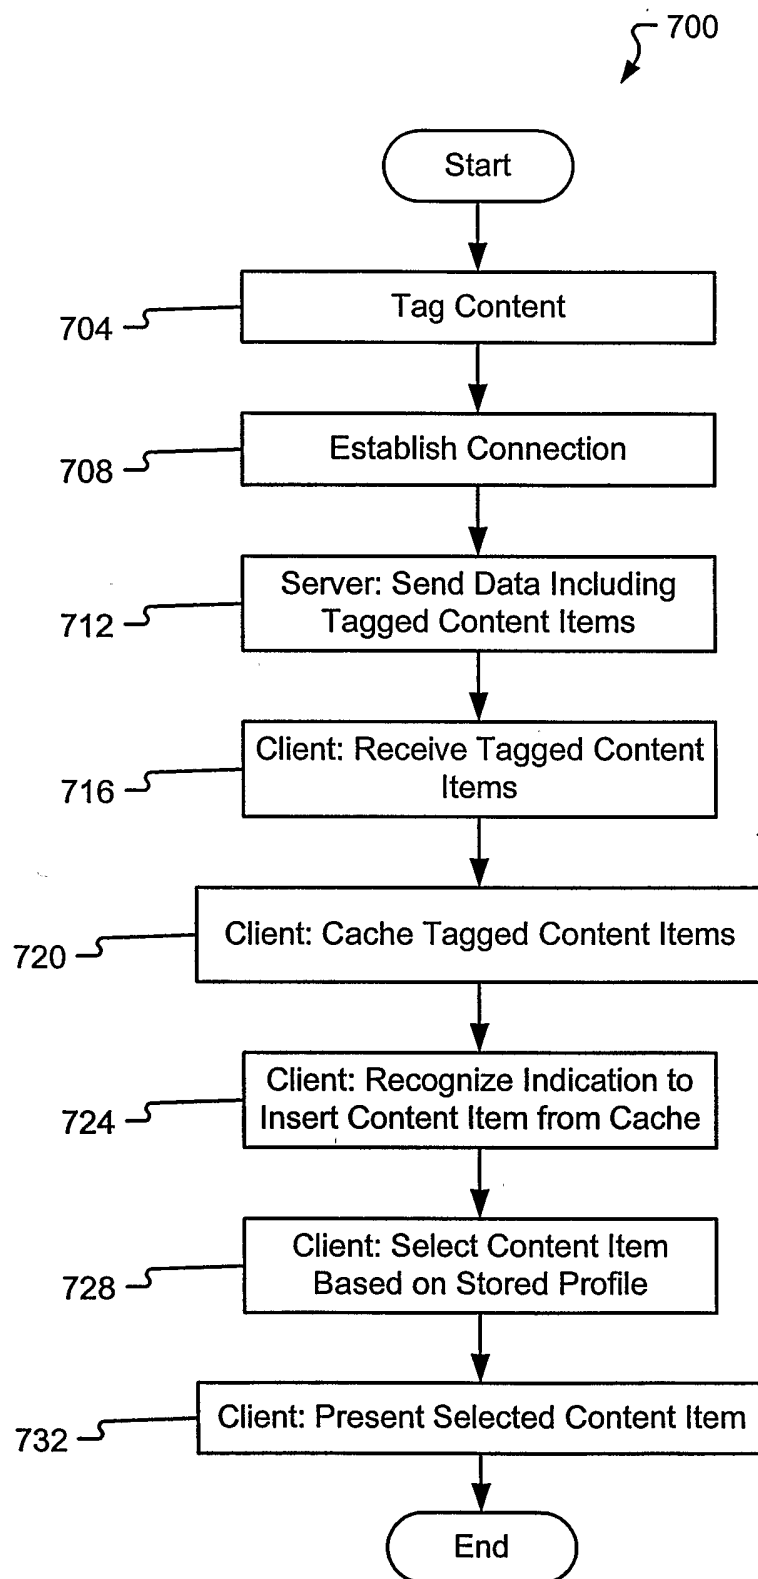 700
Start
704
Tag Content
708
Establish Connection
712
Server: Send Data Including
Tagged Content Items
716
Client: Receive Tagged Content
Items
720
Client: Cache Tagged Content Items
724
Client: Recognize Indication to
Insert Content Item from Cache
728
Client: Select Content Item
Based on Stored Profile
732
Client: Present Selected Content Item
End